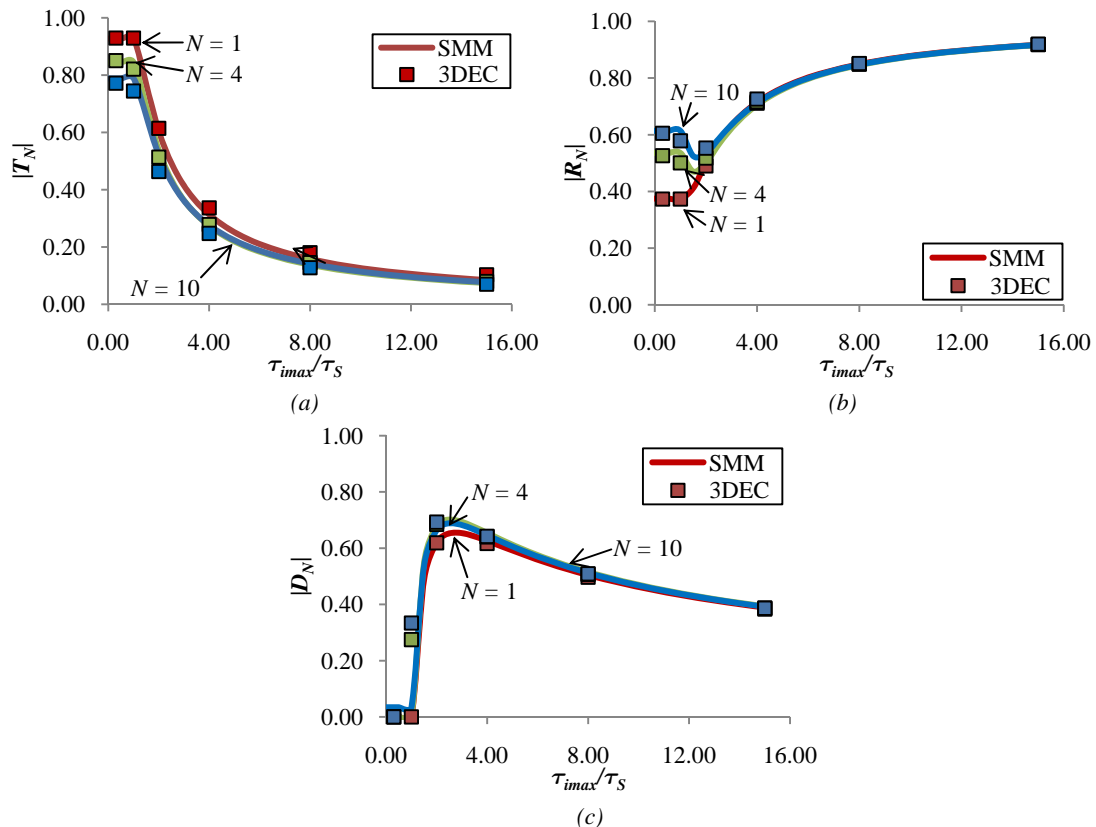 1.00
0.80
0.60
0.40
0.20
0.00
|T_N|
N = 1
N = 4
N = 10
SMM
3DEC
0.00 4.00 8.00 12.00 16.00
τ_imax/τ_S
(a)
1.00
0.80
0.60
0.40
0.20
0.00
|R_N|
N = 10
N = 4
N = 1
SMM
3DEC
0.00 4.00 8.00 12.00 16.00
τ_imax/τ_S
(b)
1.00
0.80
0.60
0.40
0.20
0.00
|D_N|
N = 4
N = 10
N = 1
SMM
3DEC
0.00 4.00 8.00 12.00 16.00
τ_imax/τ_S
(c)